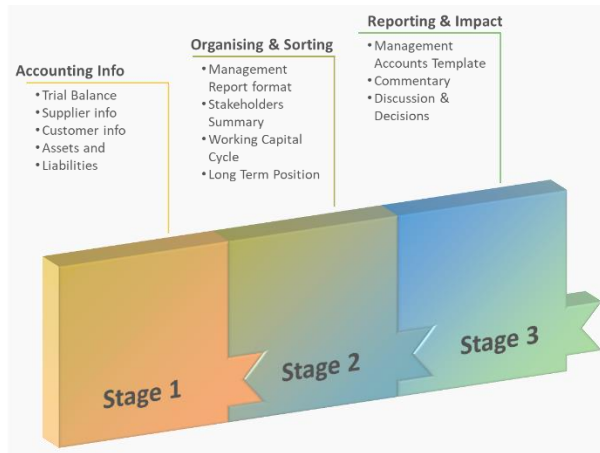 Accounting Info
• Trial Balance
• Supplier info
• Customer info
• Assets and
• Liabilities
Organising & Sorting
• Management
Report format
• Stakeholders
Summary
• Working Capital
Cycle
• Long Term Position
Reporting & Impact
• Management
Accounts Template
• Commentary
• Discussion &
Decisions
Stage 1
Stage 2
Stage 3